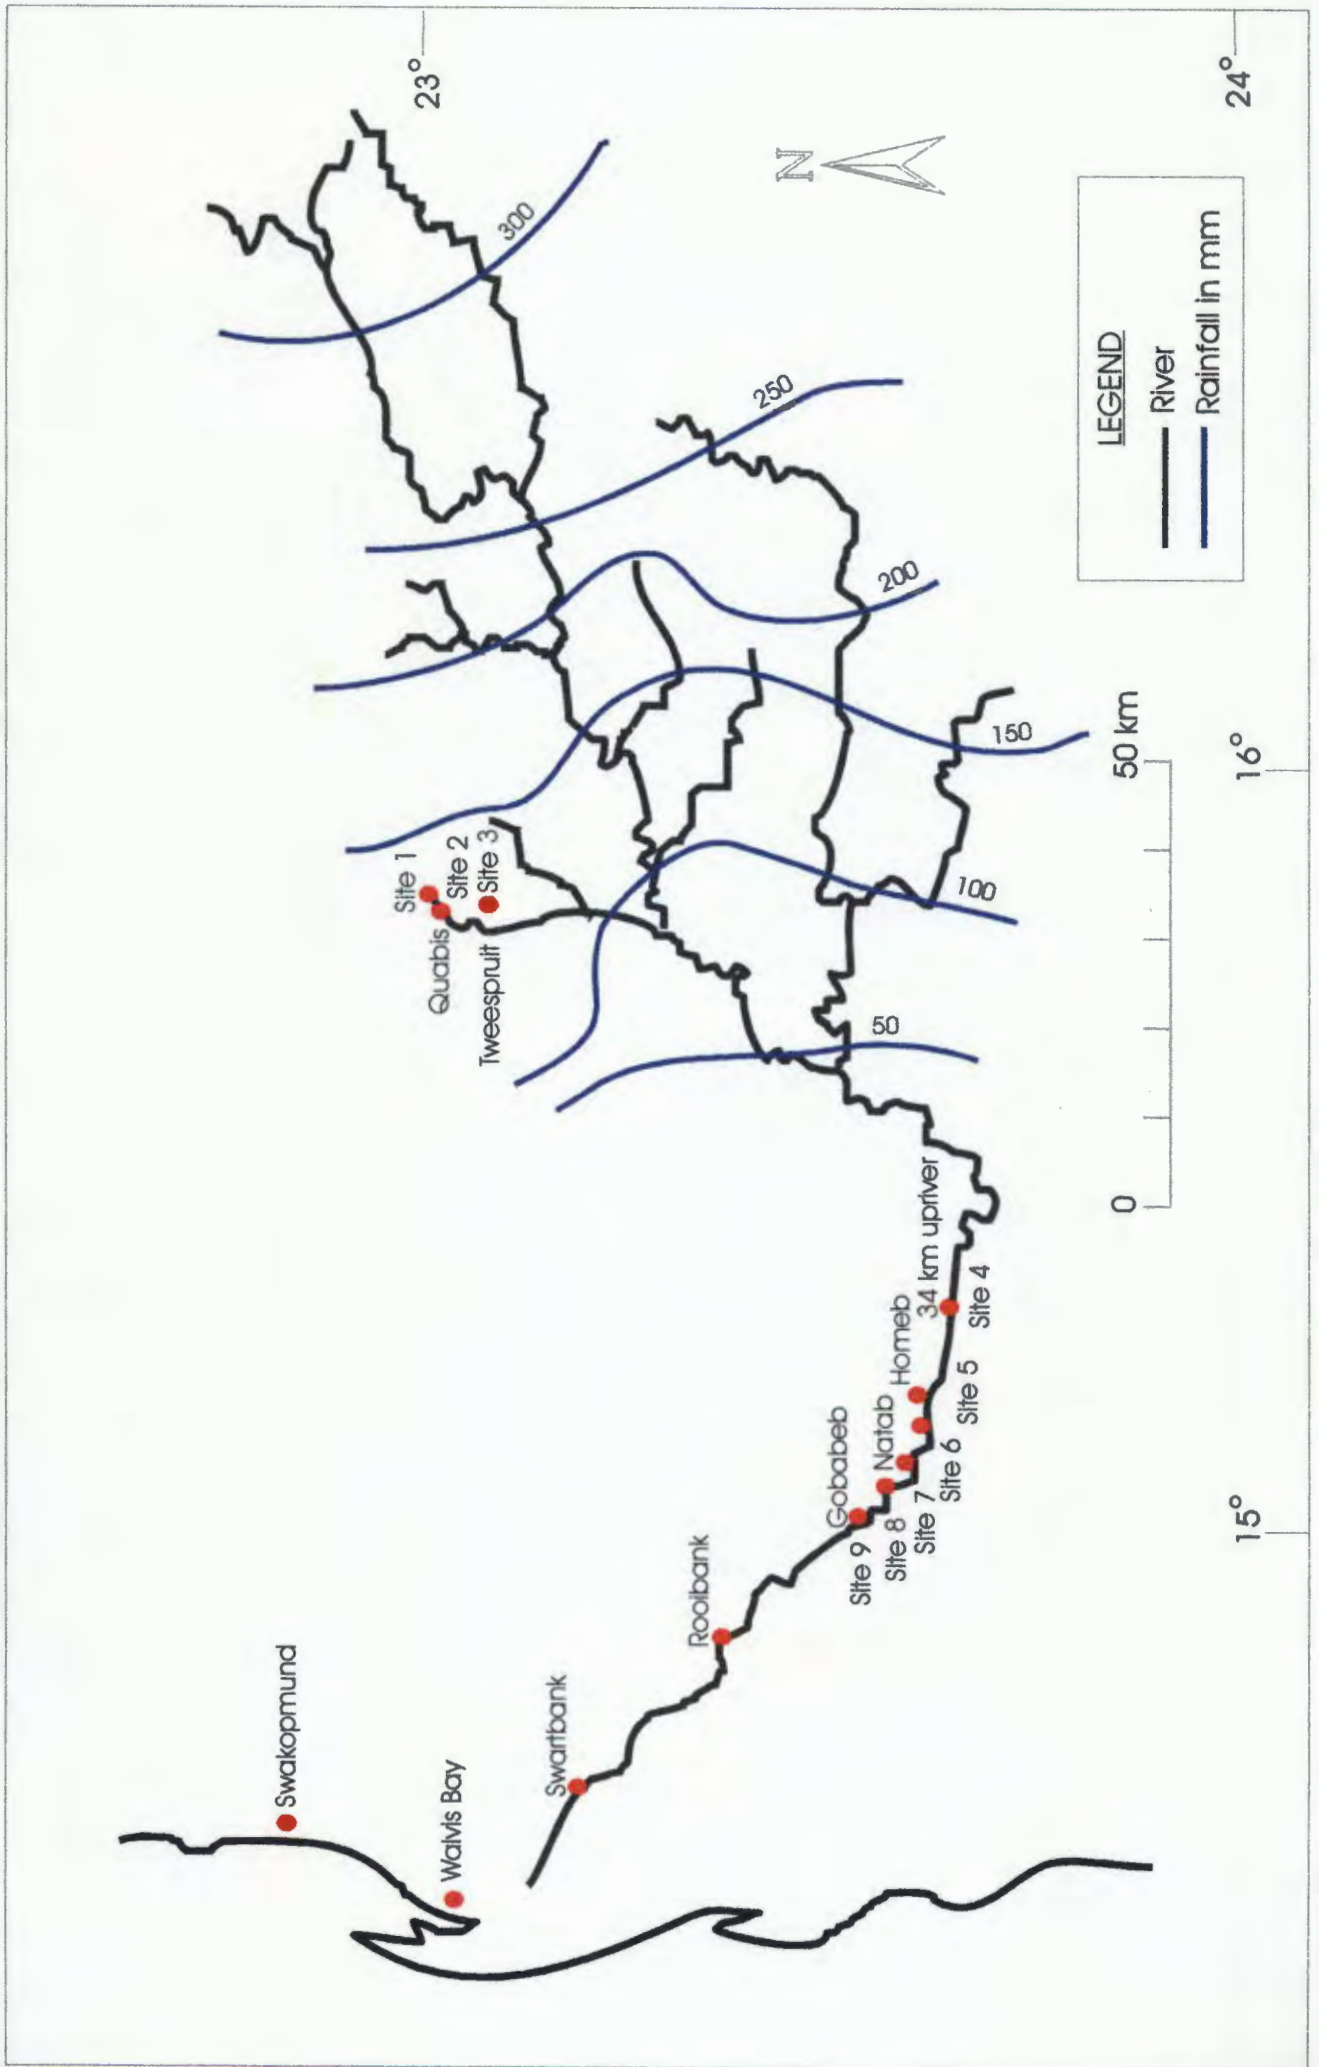 Swakopmund
Walvis Bay
Swartbank
Rooibank
Gobabeb
Natab
Homeb
34 km upriver
Site 9
Site 8
Site 7
Site 6
Site 5
Site 4
Site 1
Quabis
Site 2
Tweespruit
Site 3
50
100
150
200
250
300
23°
24°
15°
16°
N
0
50 km
LEGEND
River
Rainfall in mm